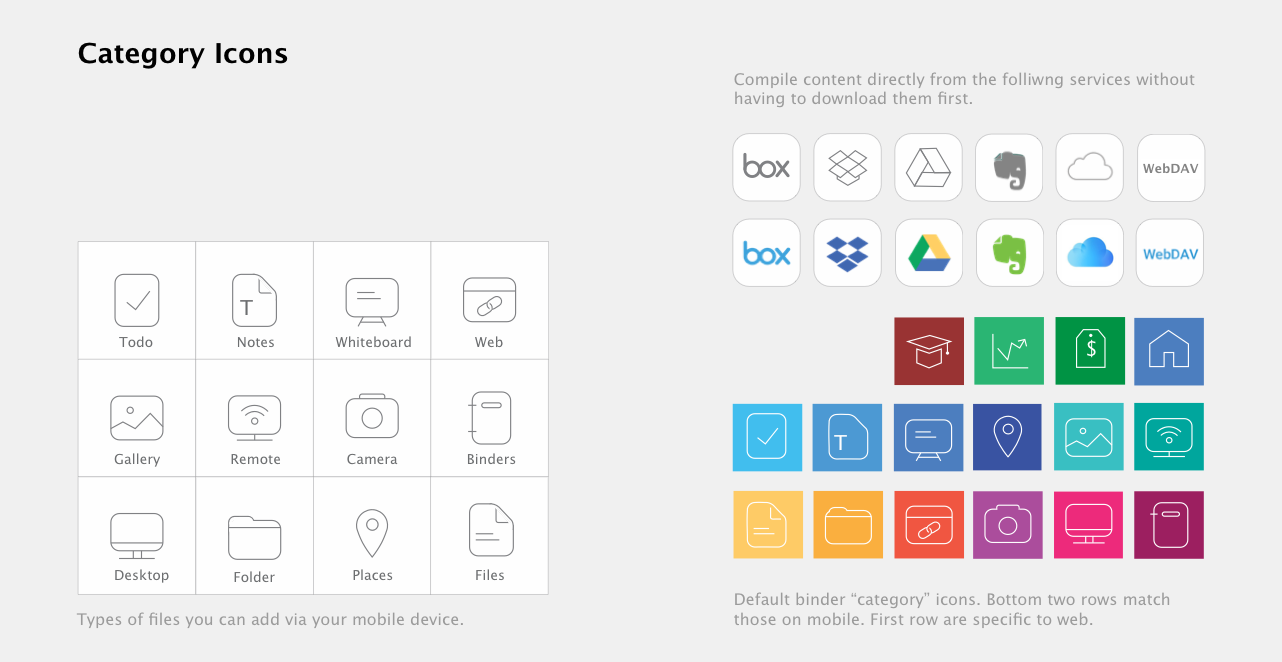 Category Icons
Compile content directly from the folliwng services without
having to download them first.
box
WebDAV
box
WebDAV
T
Todo
Notes
Whiteboard
Web
Gallery
Remote
Camera
Binders
Desktop
Folder
Places
Files
Types of files you can add via your mobile device.
$
T
Default binder “category” icons. Bottom two rows match
those on mobile. First row are specific to web.